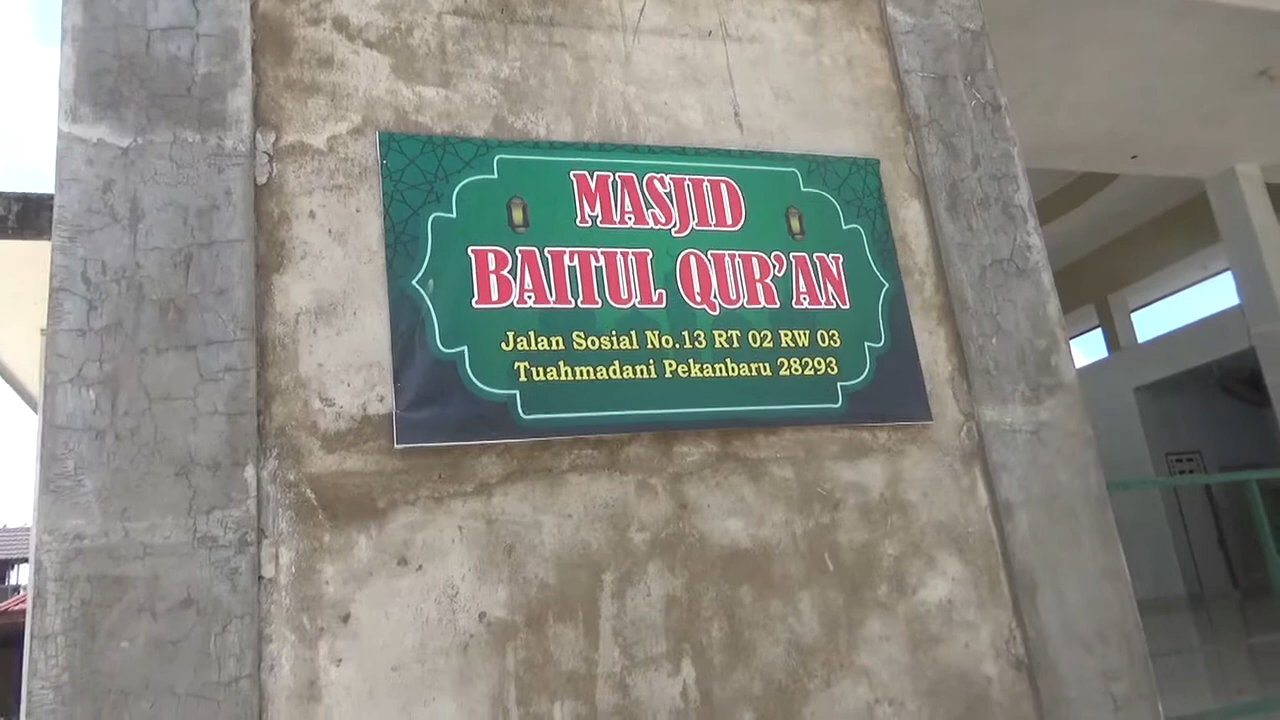 MASJID
BAITUL QUR'AN
Jalan Sosial No.13 RT 02 RW 03
Tuahmadani Pekanbaru 28293